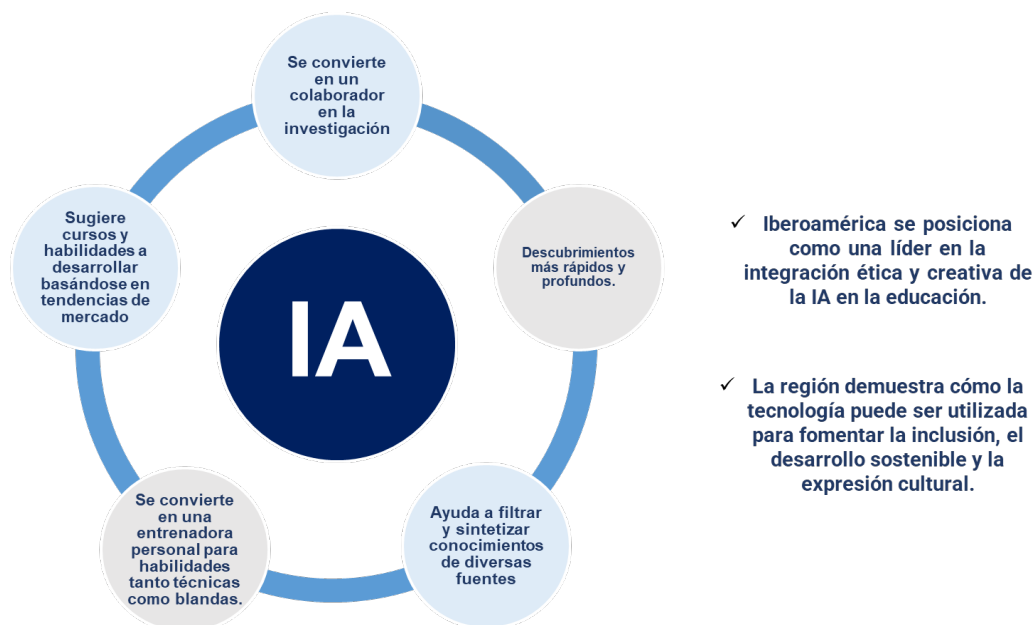 Se convierte
en un
colaborador
en la
investigación
Descubrimientos
más rápidos y
profundos.
Ayuda a filtrar
y sintetizar
conocimientos
de diversas
fuentes
Se convierte
en una
entrenadora
personal para
habilidades
tanto técnicas
como blandas.
Sugiere
cursos y
habilidades a
desarrollar
basándose en
tendencias de
mercado
IA
✓ Iberoamérica se posiciona
como una líder en la
integración ética y creativa de
la IA en la educación.
✓ La región demuestra cómo la
tecnología puede ser utilizada
para fomentar la inclusión, el
desarrollo sostenible y la
expresión cultural.